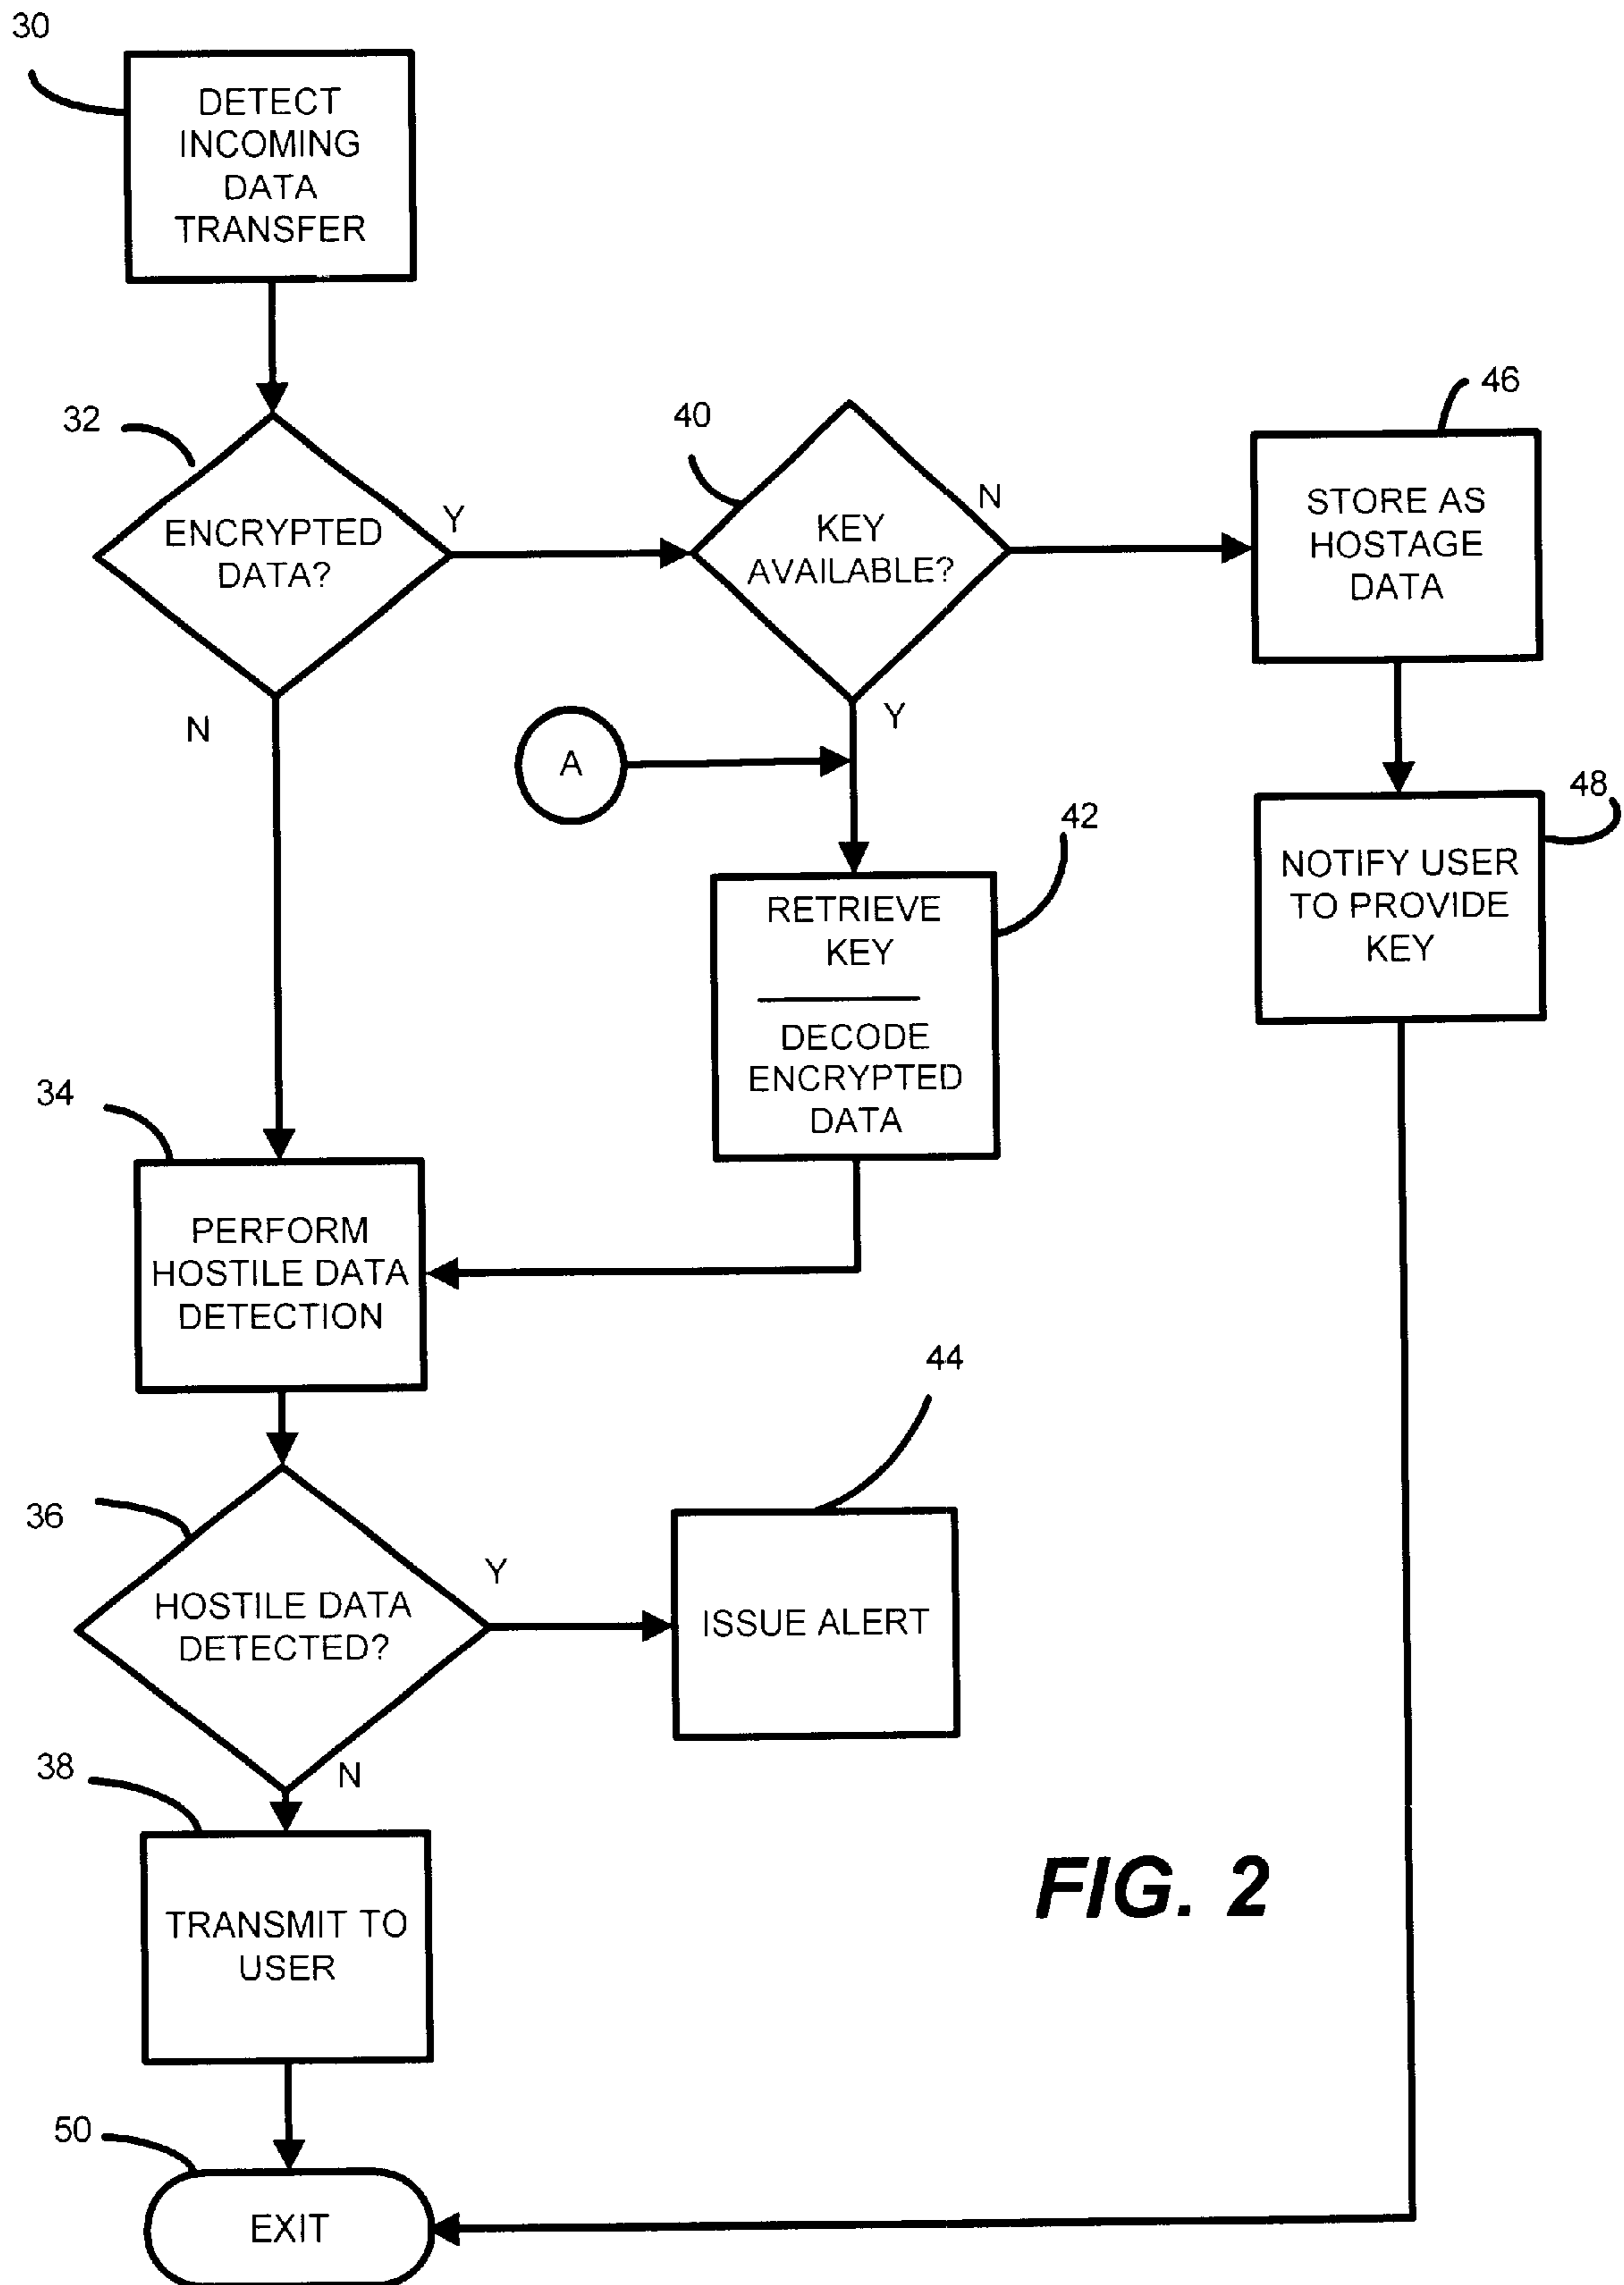 30
DETECT
INCOMING
DATA
TRANSFER
32
ENCRYPTED
DATA?
Y
N
40
KEY
AVAILABLE?
N
Y
46
STORE AS
HOSTAGE
DATA
A
42
RETRIEVE
KEY
DECODE
ENCRYPTED
DATA
48
NOTIFY USER
TO PROVIDE
KEY
34
PERFORM
HOSTILE DATA
DETECTION
36
HOSTILE DATA
DETECTED?
Y
N
44
ISSUE ALERT
38
TRANSMIT TO
USER
50
EXIT
FIG. 2